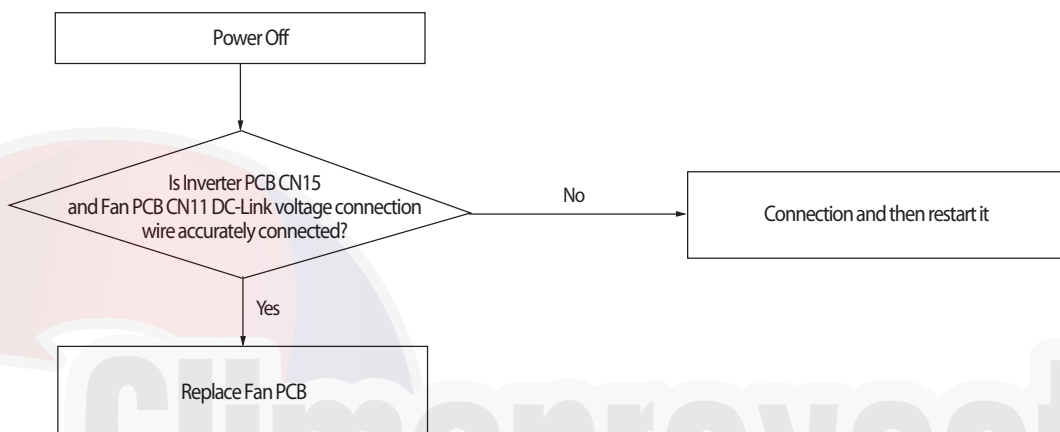 Power Off
Is Inverter PCB CN15
and Fan PCB CN11 DC-Link voltage connection
wire accurately connected?
No
Connection and then restart it
Yes
Replace Fan PCB